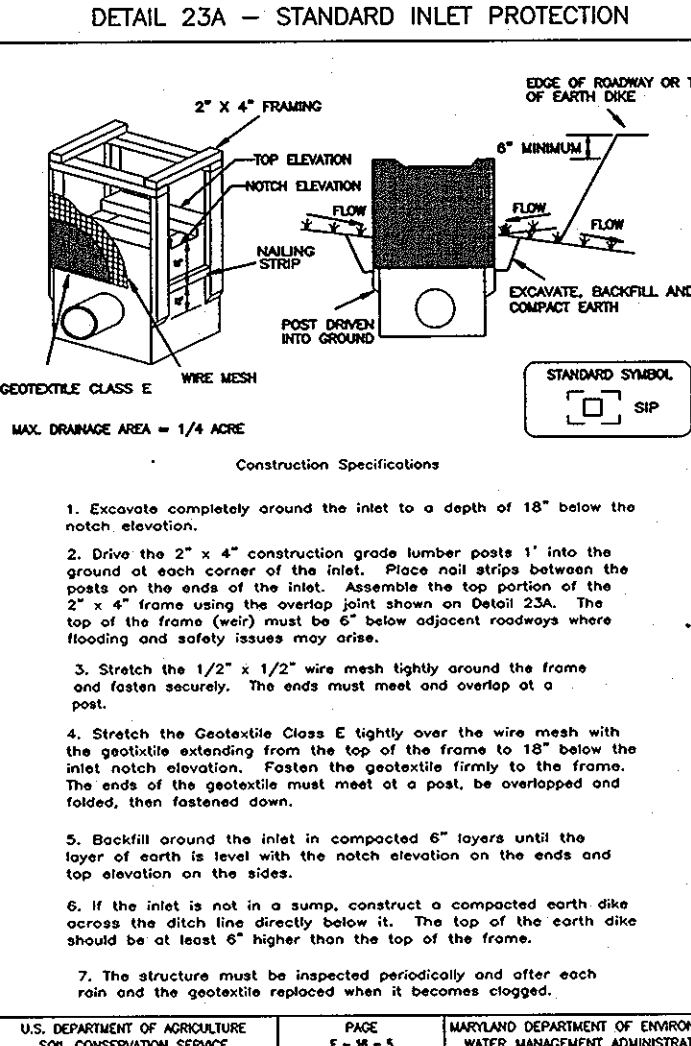 DETAIL 23A – STANDARD INLET PROTECTION
EDGE OF ROADWAY OR T
OF EARTH DIKE
2" X 4" FRAMING
6" MINIMUM
TOP ELEVATION
NOTCH ELEVATION
FLOW
FLOW
FLOW
NAILING
STRIP
EXCAVATE, BACKFILL AND
COMPACT EARTH
POST DRIVEN
INTO GROUND
WIRE MESH
GEOTEXTILE CLASS E
STANDARD SYMBOL
SIP
MAX. DRAINAGE AREA = 1/4 ACRE
Construction Specifications
1. Excavate completely around the inlet to a depth of 18" below the
notch elevation.
2. Drive the 2" x 4" construction grade lumber posts 1' into the
ground at each corner of the inlet. Place nail strips between the
posts on the ends of the inlet. Assemble the top portion of the
2" x 4" frame using the overlap joint shown on Detail 23A. The
top of the frame (weir) must be 6" below adjacent roadways where
flooding and safety issues may arise.
3. Stretch the 1/2" x 1/2" wire mesh tightly around the frame
and fasten securely. The ends must meet and overlap at a
post.
4. Stretch the Geotextile Class E tightly over the wire mesh with
the geotixtile extending from the top of the frame to 18" below the
inlet notch elevation. Fasten the geotextile firmly to the frame.
The ends of the geotextile must meet at a post, be overlapped and
folded, then fastened down.
5. Backfill around the inlet in compacted 6" layers until the
layer of earth is level with the notch elevation on the ends and
top elevation on the sides.
6. If the inlet is not in a sump, construct a compacted earth dike
across the ditch line directly below it. The top of the earth dike
should be at least 6" higher than the top of the frame.
7. The structure must be inspected periodically and after each
rain and the geotextile replaced when it becomes clogged.
U.S. DEPARTMENT OF AGRICULTURE
SOIL CONSERVATION SERVICE
PAGE
E - 16 - 5
MARYLAND DEPARTMENT OF ENVIRON
WATER MANAGEMENT ADMINISTRAT